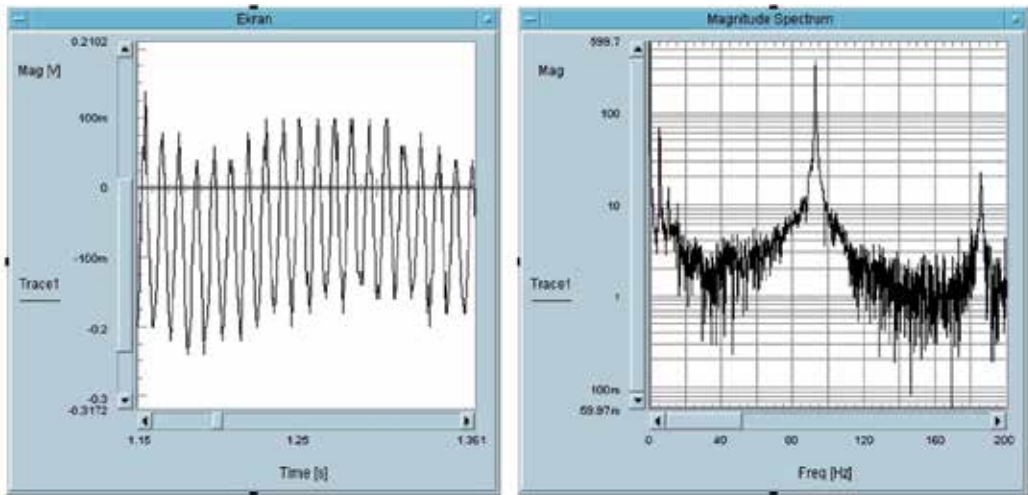 Ekran
0.2102
Mag [V]
100m
0
-100m
Trace1
-0.2
-0.3
-0.3172
1.15
1.25
1.361
Time [s]
Magnitude Spectrum
599.7
Mag
100
10
Trace1
1
100m
59.97m
0
40
80
120
160
200
Freq [Hz]